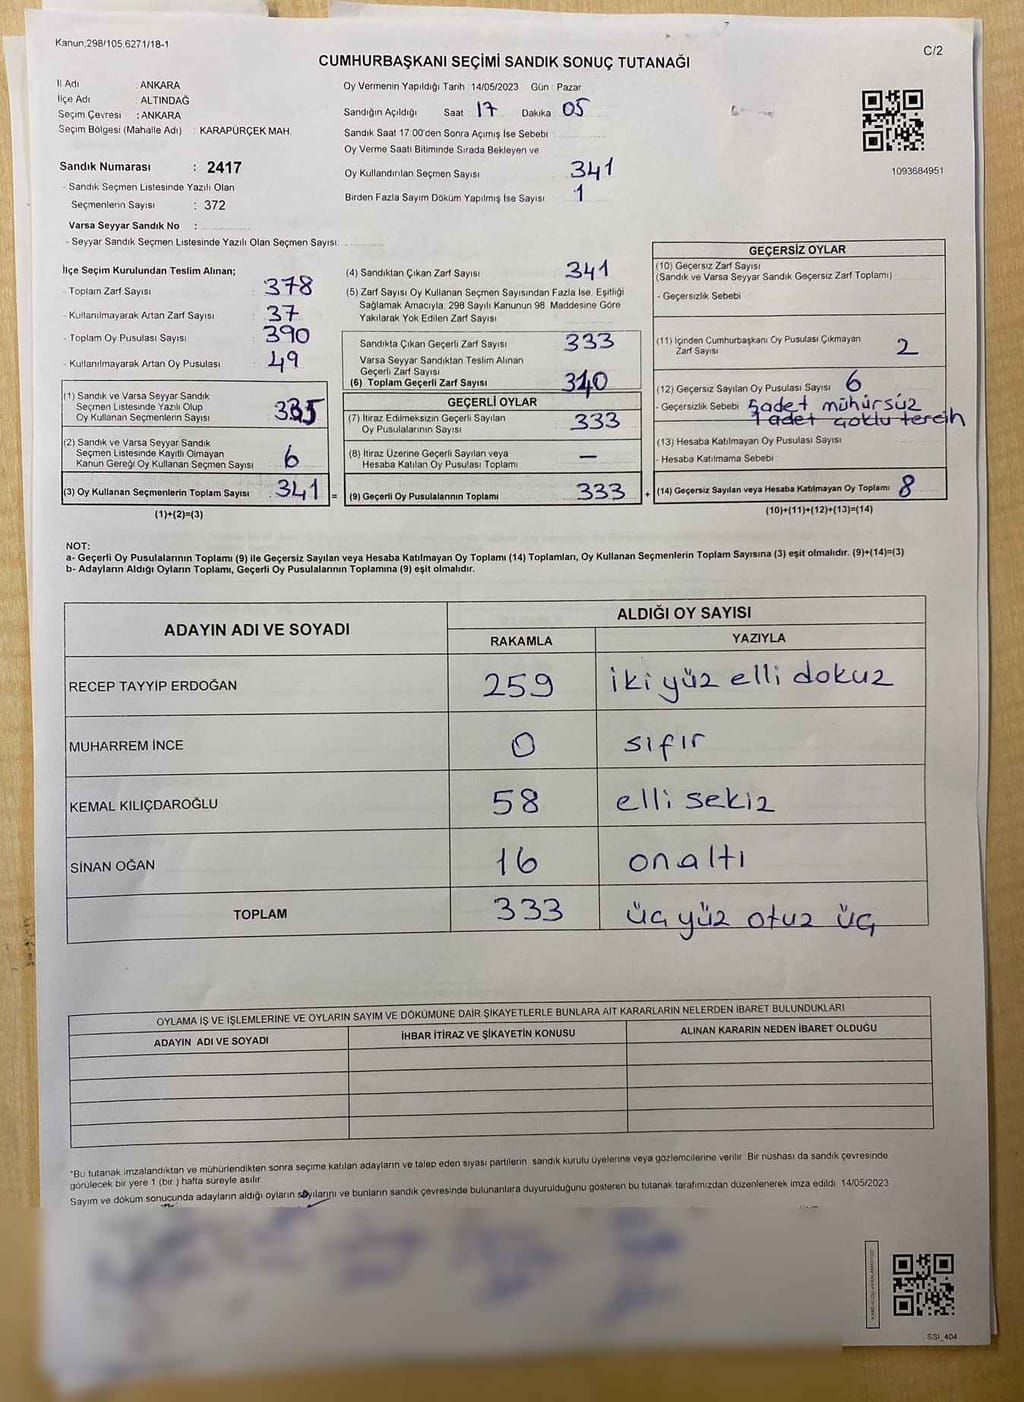 Kanun,298/105.6271/18-1
C/2
CUMHURBAŞKANI SEÇİMİ SANDIK SONUÇ TUTANAĞI
İl Adı : ANKARA
İlçe Adı : ALTINDAĞ
Seçim Çevresi : ANKARA
Seçim Bölgesi (Mahalle Adı) : KARAPÜRÇEK MAH.
Sandık Numarası : 2417
- Sandık Seçmen Listesinde Yazılı Olan
Seçmenlerin Sayısı : 372
Varsa Seyyar Sandık No :
- Seyyar Sandık Seçmen Listesinde Yazılı Olan Seçmen Sayısı:
Oy Vermenin Yapıldığı Tarih 14/05/2023 Gün : Pazar
Sandığın Açıldığı Saat : 17 Dakika : 05
Sandık Saat 17.00'den Sonra Açımış İse Sebebi
Oy Verme Saati Bitiminde Sırada Bekleyen ve
Oy Kullandırılan Seçmen Sayısı 341
Birden Fazla Sayım Döküm Yapılmış İse Sayısı 1
1093684951
İlçe Seçim Kurulundan Teslim Alınan;
- Toplam Zarf Sayısı 378
- Kullanılmayarak Artan Zarf Sayısı 37
- Toplam Oy Pusulası Sayısı 390
- Kullanılmayarak Artan Oy Pusulası 49
(1) Sandık ve Varsa Seyyar Sandık
Seçmen Listesinde Yazılı Olup
Oy Kullanan Seçmenlerin Sayısı 335
(2) Sandık ve Varsa Seyyar Sandık
Seçmen Listesinde Kayıtlı Olmayan
Kanun Gereği Oy Kullanan Seçmen Sayısı 6
(3) Oy Kullanan Seçmenlerin Toplam Sayısı 341 =
(1)+(2)=(3)
(4) Sandıktan Çıkan Zarf Sayısı 341
(5) Zarf Sayısı Oy Kullanan Seçmen Sayısından Fazla İse, Eşitliği
Sağlamak Amacıyla; 298 Sayılı Kanunun 98. Maddesine Göre
Yakılarak Yok Edilen Zarf Sayısı
Sandıkta Çıkan Geçerli Zarf Sayısı 333
Varsa Seyyar Sandıktan Teslim Alınan
Geçerli Zarf Sayısı
(6) Toplam Geçerli Zarf Sayısı 340
GEÇERLİ OYLAR
(7) İtiraz Edilmeksizin Geçerli Sayılan
Oy Pusulalarının Sayısı 333
(8) İtiraz Üzerine Geçerli Sayılan veya
Hesaba Katılan Oy Pusulası Toplamı —
(9) Geçerli Oy Pusulalarının Toplamı 333 +
GEÇERSİZ OYLAR
(10) Geçersiz Zarf Sayısı
(Sandık ve Varsa Seyyar Sandık Geçersiz Zarf Toplamı)
- Geçersizlik Sebebi
(11) İçinden Cumhurbaşkanı Oy Pusulası Çıkmayan
Zarf Sayısı 2
(12) Geçersiz Sayılan Oy Pusulası Sayısı 6
- Geçersizlik Sebebi 5 adet mühürsüz
1 adet çoklu tercih
(13) Hesaba Katılmayan Oy Pusulası Sayısı
- Hesaba Katılmama Sebebi
(14) Geçersiz Sayılan veya Hesaba Katılmayan Oy Toplamı 8
(10)+(11)+(12)+(13)=(14)
NOT:
a- Geçerli Oy Pusulalarının Toplamı (9) ile Geçersiz Sayılan veya Hesaba Katılmayan Oy Toplamı (14) Toplamları, Oy Kullanan Seçmenlerin Toplam Sayısına (3) eşit olmalıdır. (9)+(14)=(3)
b- Adayların Aldığı Oyların Toplamı, Geçerli Oy Pusulalarının Toplamına (9) eşit olmalıdır.
ADAYIN ADI VE SOYADI
ALDIĞI OY SAYISI
RAKAMLA YAZIYLA
RECEP TAYYİP ERDOĞAN 259 iki yüz elli dokuz
MUHARREM İNCE 0 sıfır
KEMAL KILIÇDAROĞLU 58 elli sekiz
SİNAN OĞAN 16 on altı
TOPLAM 333 üç yüz otuz üç
OYLAMA İŞ VE İŞLEMLERİNE VE OYLARIN SAYIM VE DÖKÜMÜNE DAİR ŞİKAYETLERLE BUNLARA AİT KARARLARIN NELERDEN İBARET BULUNDUKLARI
ADAYIN ADI VE SOYADI İHBAR İTİRAZ VE ŞİKAYETİN KONUSU ALINAN KARARIN NEDEN İBARET OLDUĞU
*Bu tutanak imzalandıktan ve mühürlendikten sonra seçime katılan adayların ve talep eden siyasi partilerin sandık kurulu üyelerine veya gözlemcilerine verilir. Bir nüshası da sandık çevresinde
görülecek bir yere 1 (bir ) hafta süreyle asılır.
Sayım ve döküm sonucunda adayların aldığı oyların sayılarını ve bunların sandık çevresinde bulunanlara duyurulduğunu gösteren bu tutanak tarafımızdan düzenlenerek imza edildi. 14/05/2023
SSİ_404